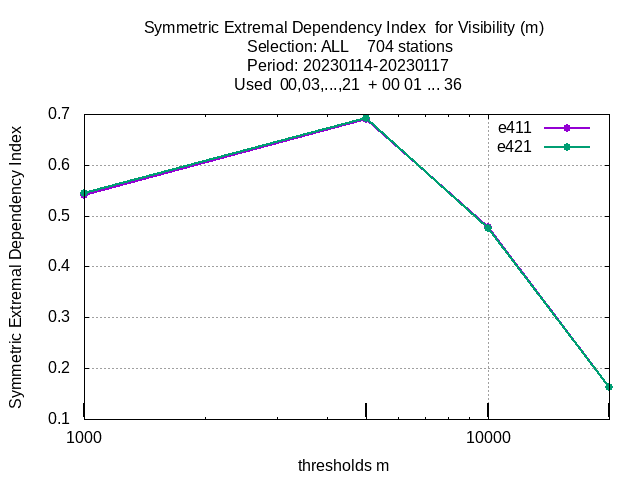 Symmetric Extremal Dependency Index  for Visibility (m)
Selection: ALL    704 stations
Period: 20230114-20230117
Used  00,03,...,21  + 00 01 ... 36
e411
e421
0.7
0.6
0.5
0.4
0.3
0.2
0.1
Symmetric Extremal Dependency Index
1000
10000
thresholds m